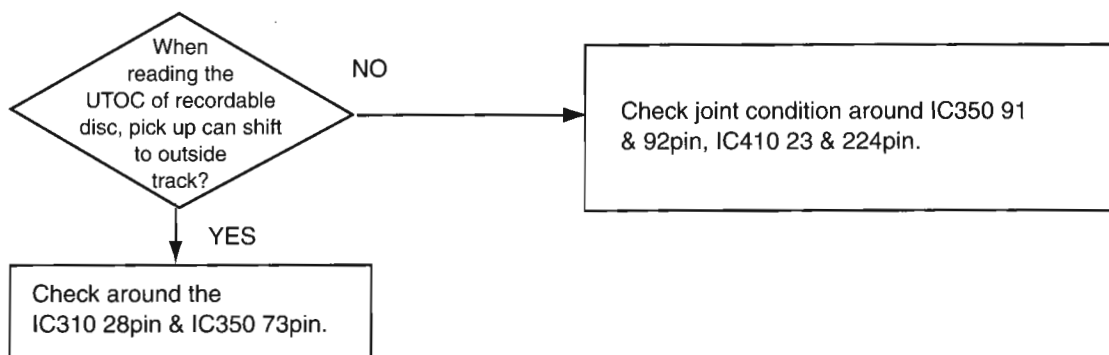 When
reading the
UTOC of recordable
disc, pick up can shift
to outside
track?
NO
Check joint condition around IC350 91
& 92pin, IC410 23 & 224pin.
YES
Check around the
IC310 28pin & IC350 73pin.